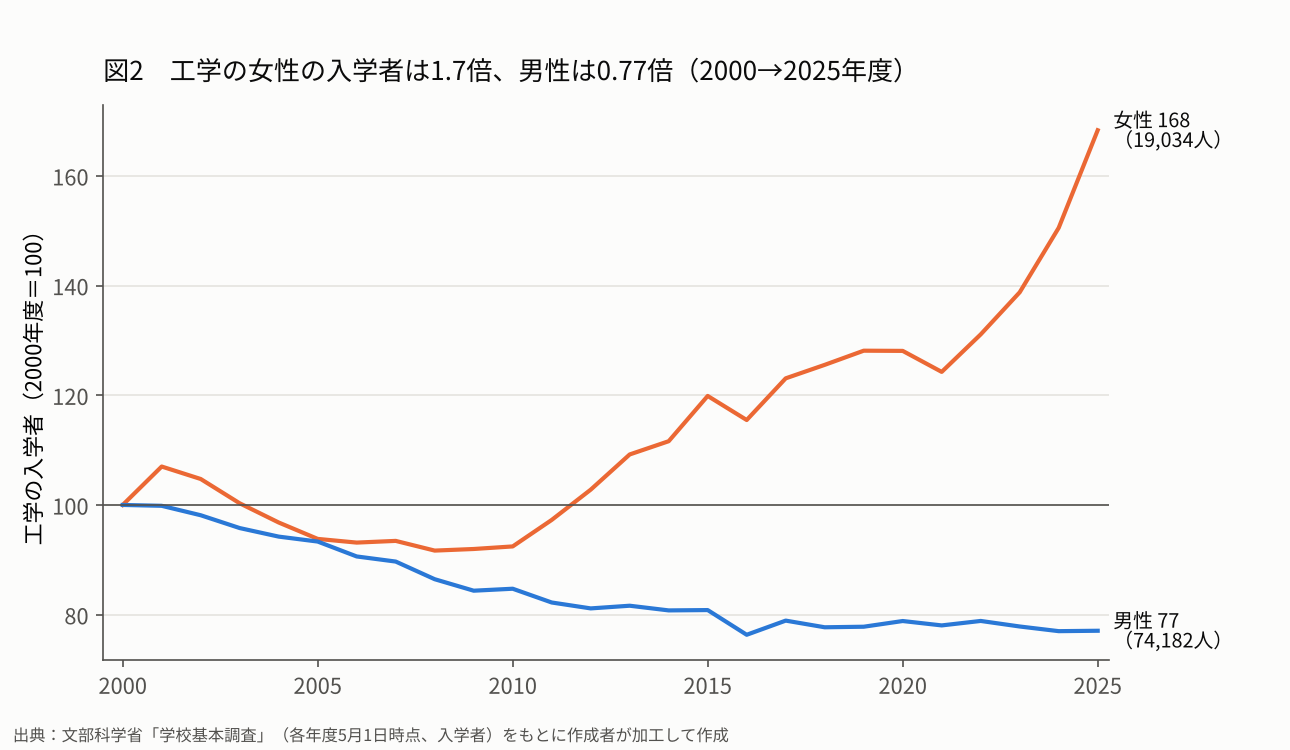 図2　工学の女性の入学者は1.7倍、男性は0.77倍（2000→2025年度）
工学の入学者（2000年度＝100）
160
140
120
100
80
女性 168
（19,034人）
男性 77
（74,182人）
2000
2005
2010
2015
2020
2025
出典：文部科学省「学校基本調査」（各年度5月1日時点、入学者）をもとに作成者が加工して作成